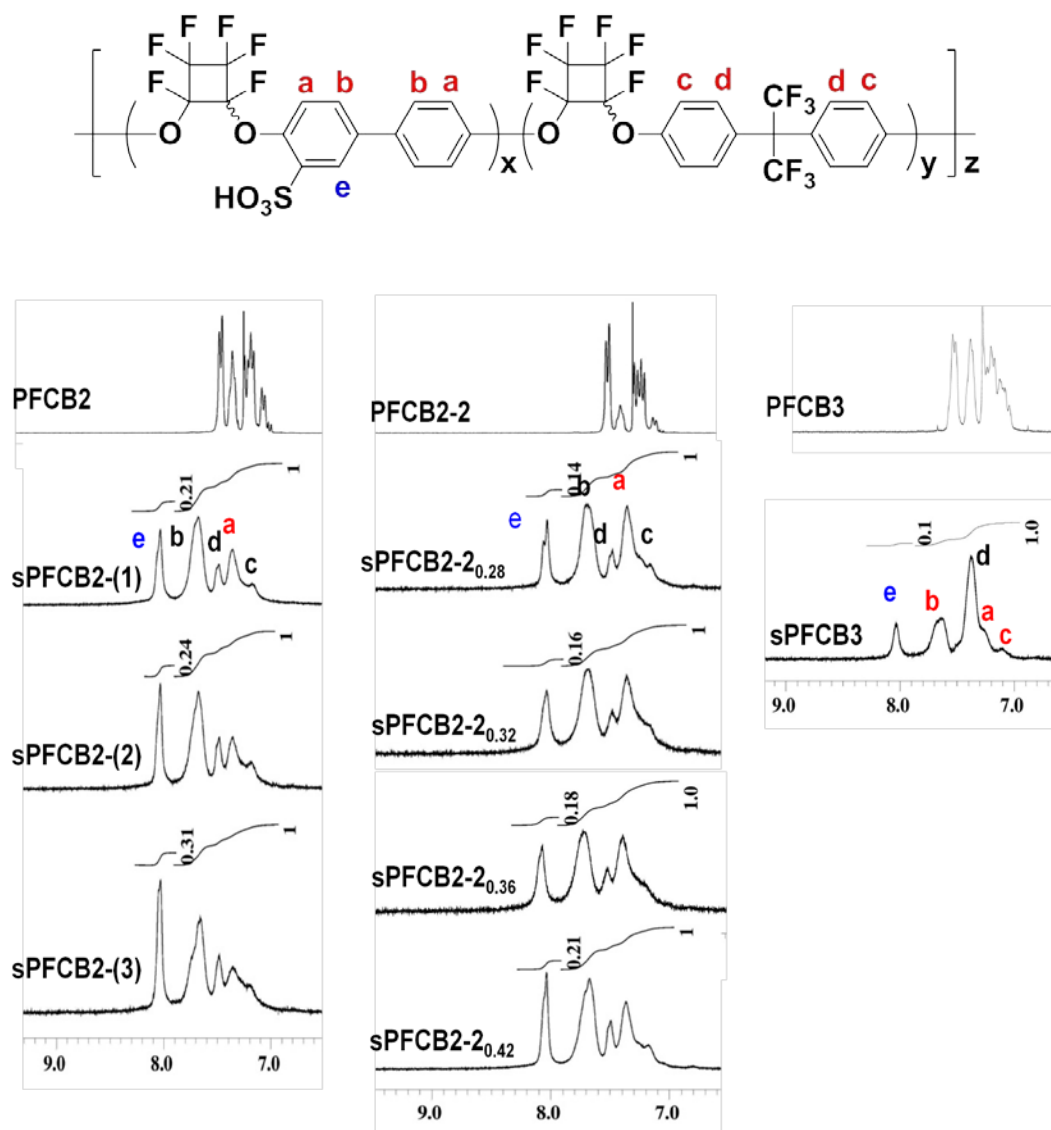 F F F F F F F F
F F F F
a b b a c d d c
CF₃
O O O O
CF₃
x y z
HO₃S e
PFCB2
0.21
1
e b d a c
sPFCB2-(1)
0.24
1
sPFCB2-(2)
0.31
1
sPFCB2-(3)
9.0 8.0 7.0
PFCB2-2
0.14
1
e b d a c
sPFCB2-2₀.₂₈
0.16
1
sPFCB2-2₀.₃₂
0.18
1.0
sPFCB2-2₀.₃₆
0.21
1
sPFCB2-2₀.₄₂
9.0 8.0 7.0
PFCB3
0.1
1.0
e b d a c
sPFCB3
9.0 8.0 7.0